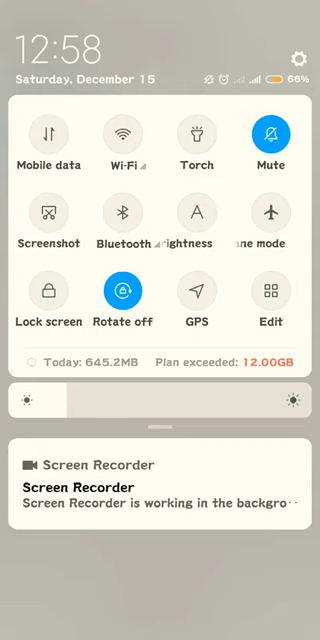 12:58
Saturday, December 15
66%
Mobile data
Wi-Fi
Torch
Mute
Screenshot
Bluetooth
ightness
ane mode
Lock screen
Rotate off
GPS
Edit
Today: 645.2MB
Plan exceeded: 12.00GB
Screen Recorder
Screen Recorder
Screen Recorder is working in the backgro··